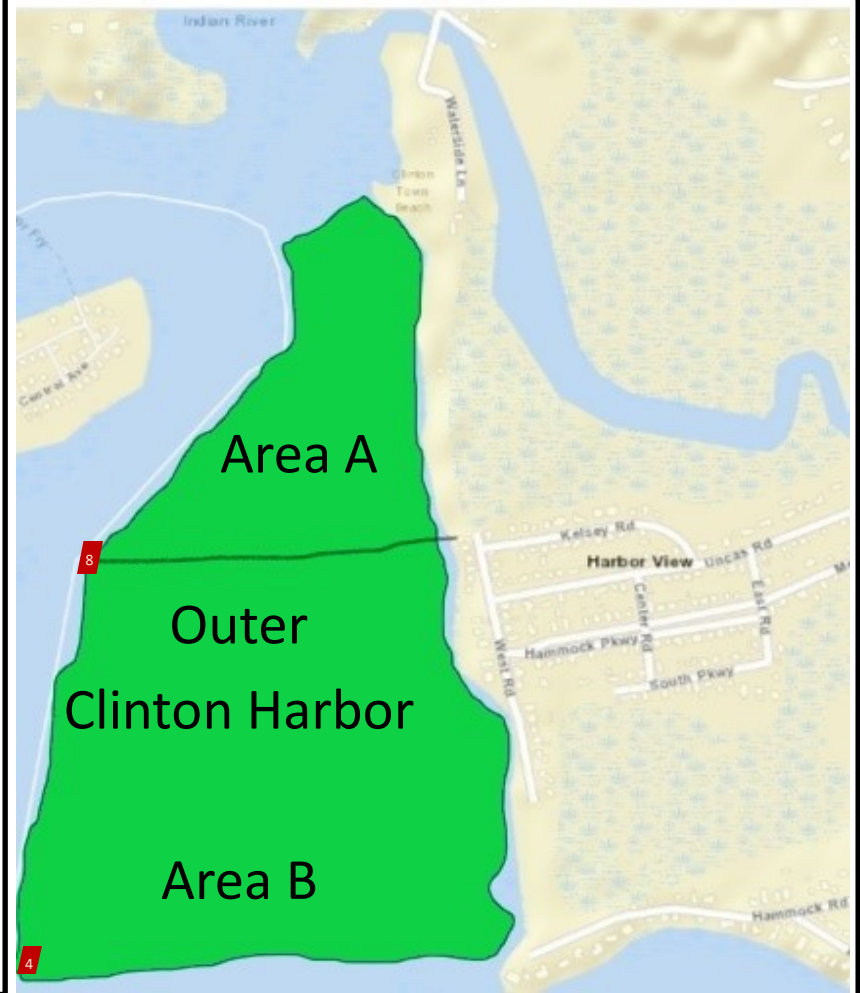 Indian River
Waterside Ln
Clinton
Town
Beach
Central Ave
Area A
8
Kelsey Rd
Harbor View
Uncas Rd
Center Rd
East Rd
Outer
Hammock Pkwy
West Rd
South Pkwy
Clinton Harbor
Area B
Hammock Rd
4